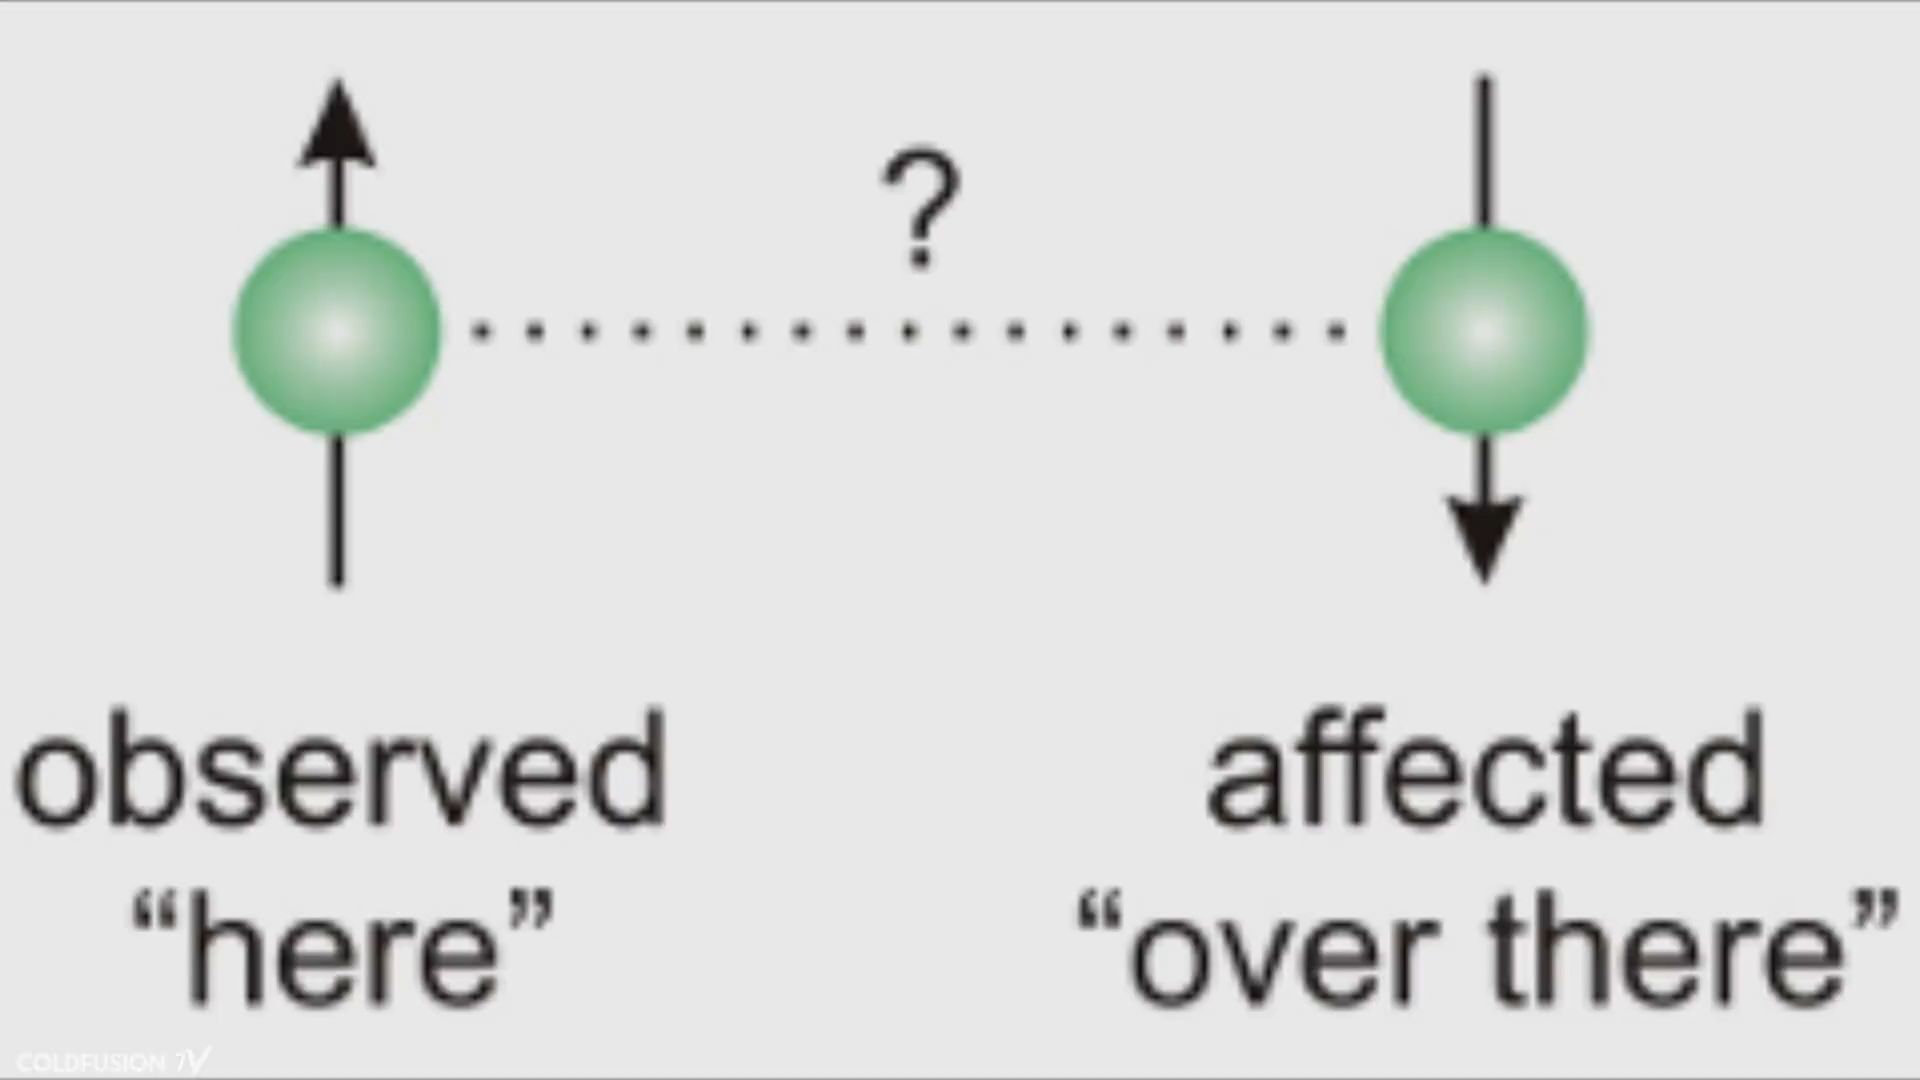 ?
observed
“here”
affected
“over there”
COLDFUSION TV